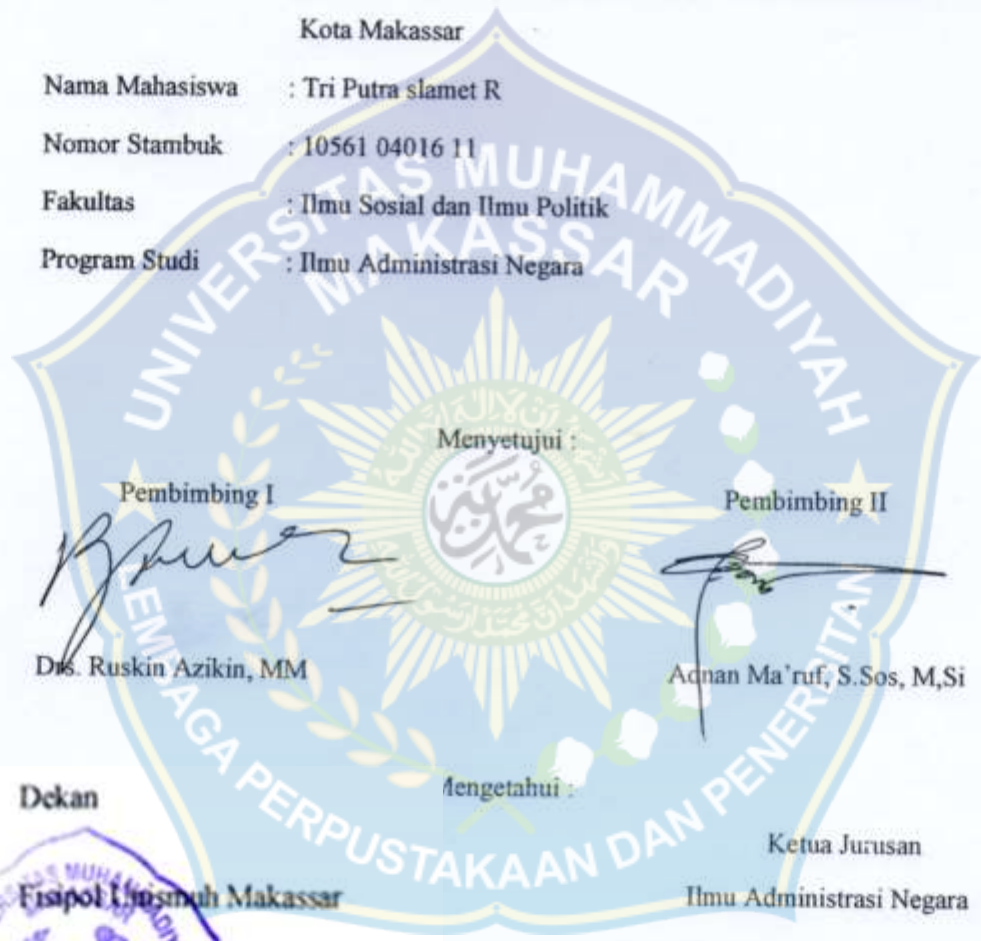 Kota Makassar
Nama Mahasiswa : Tri Putra slamet R
Nomor Stambuk : 10561 04016 11
Fakultas : Ilmu Sosial dan Ilmu Politik
Program Studi : Ilmu Administrasi Negara
UNIVERSITAS MUHAMMADIYAH
MAKASSAR
Menyetujui :
Pembimbing I Pembimbing II
Drs. Ruskin Azikin, MM Adnan Ma'ruf, S.Sos, M,Si
LEMBAGA PERPUSTAKAAN DAN PENERBITAN
Mengetahui :
Dekan
Ketua Jurusan
Fisipol Unismuh Makassar Ilmu Administrasi Negara